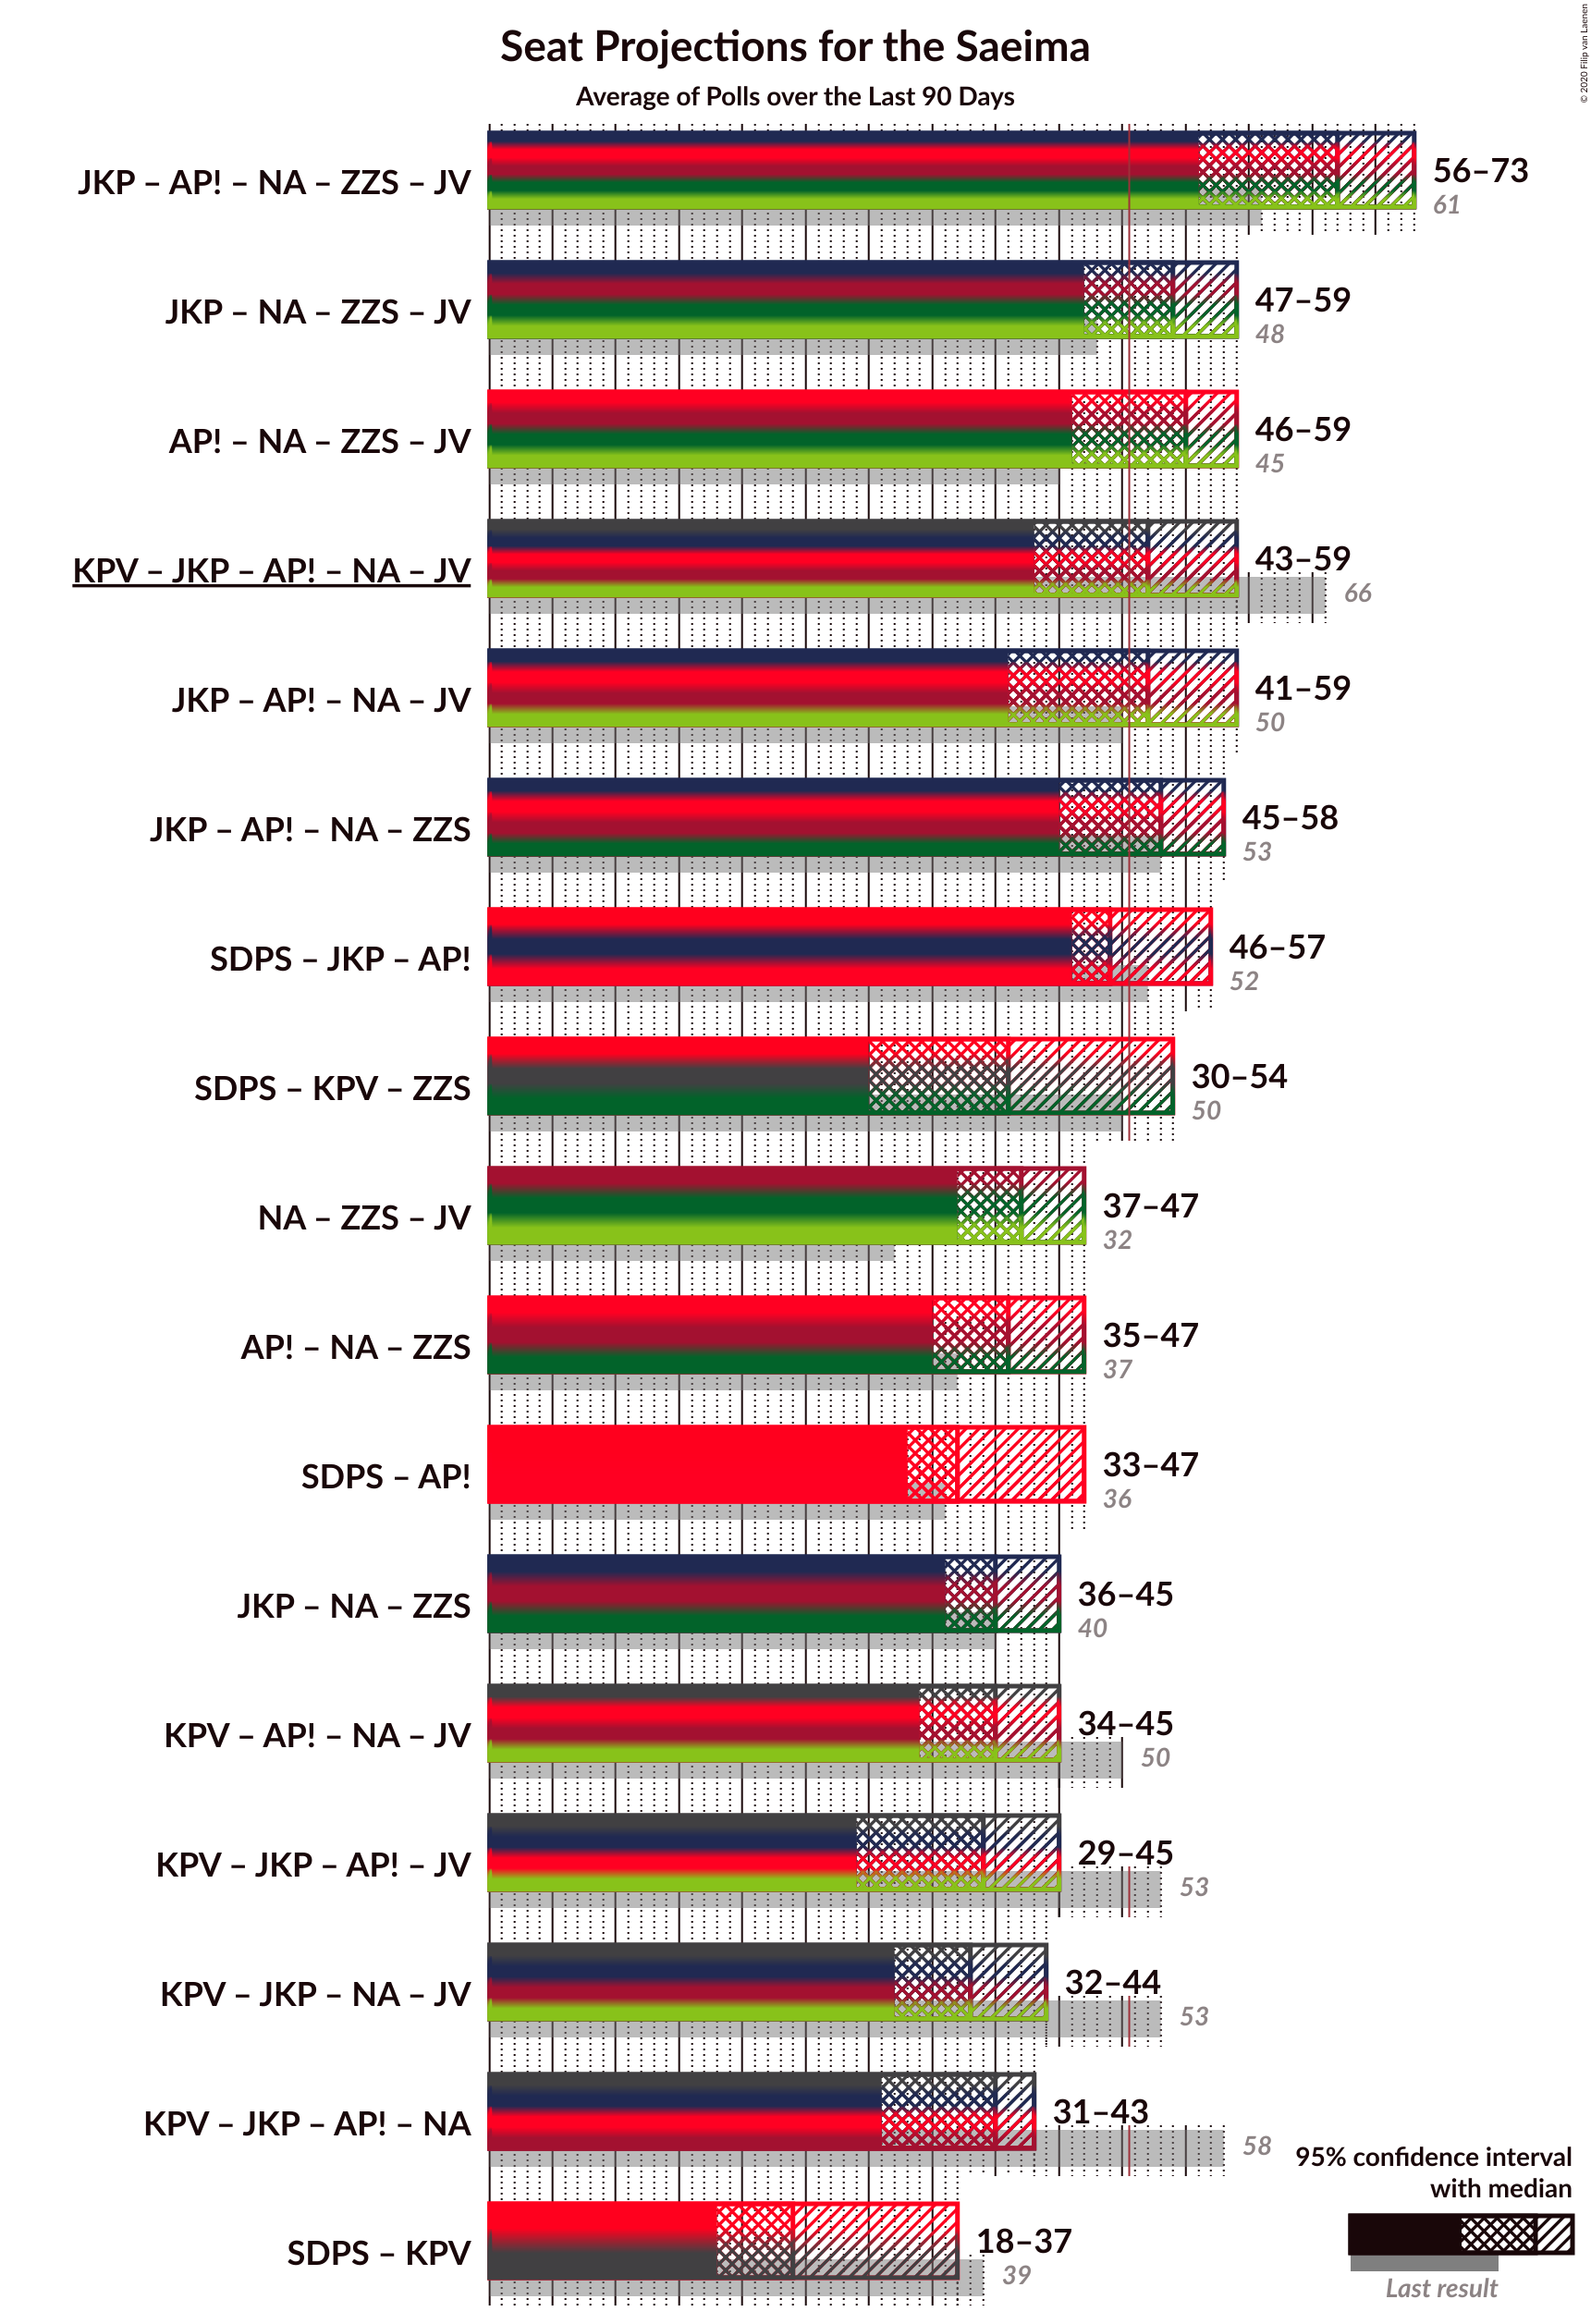 Seat Projections for the Saeima
Average of Polls over the Last 90 Days
© 2020 Filip van Laenen
JKP – AP! – NA – ZZS – JV
56–73
61
JKP – NA – ZZS – JV
47–59
48
AP! – NA – ZZS – JV
46–59
45
KPV – JKP – AP! – NA – JV
43–59
66
JKP – AP! – NA – JV
41–59
50
JKP – AP! – NA – ZZS
45–58
53
SDPS – JKP – AP!
46–57
52
SDPS – KPV – ZZS
30–54
50
NA – ZZS – JV
37–47
32
AP! – NA – ZZS
35–47
37
SDPS – AP!
33–47
36
JKP – NA – ZZS
36–45
40
KPV – AP! – NA – JV
34–45
50
KPV – JKP – AP! – JV
29–45
53
KPV – JKP – NA – JV
32–44
53
KPV – JKP – AP! – NA
31–43
58
SDPS – KPV
18–37
39
95% confidence interval
with median
Last result